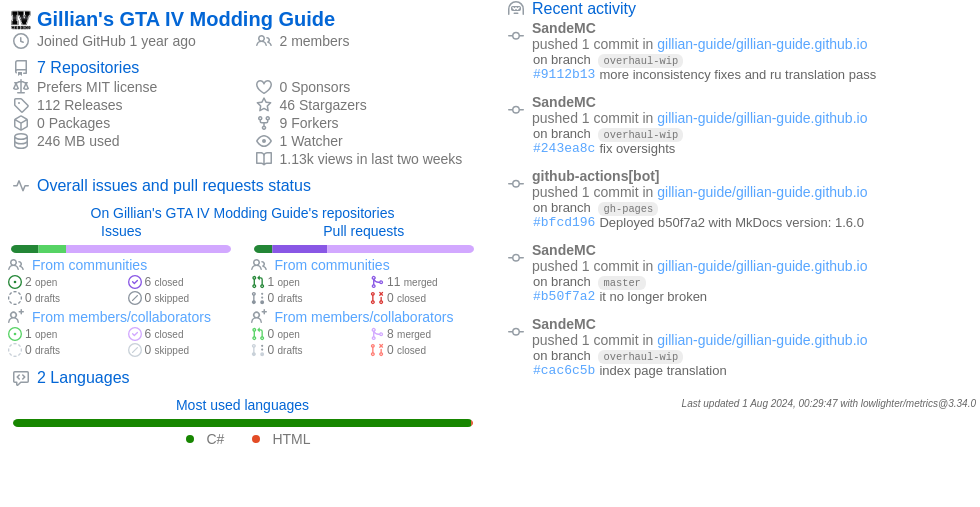 Gillian's GTA IV Modding Guide
Joined GitHub 1 year ago
2 members
7 Repositories
Prefers MIT license
112 Releases
0 Packages
246 MB used
0 Sponsors
46 Stargazers
9 Forkers
1 Watcher
1.13k views in last two weeks
Overall issues and pull requests status
On Gillian's GTA IV Modding Guide's repositories
Issues
From communities
2 open
6 closed
0 drafts
0 skipped
From members/collaborators
1 open
6 closed
0 drafts
0 skipped
Pull requests
From communities
1 open
11 merged
0 drafts
0 closed
From members/collaborators
0 open
8 merged
0 drafts
0 closed
2 Languages
Most used languages
C#
HTML
Recent activity
SandeMC
pushed 1 commit in gillian-guide/gillian-guide.github.io
on branch overhaul-wip
#9112b13 more inconsistency fixes and ru translation pass
SandeMC
pushed 1 commit in gillian-guide/gillian-guide.github.io
on branch overhaul-wip
#243ea8c fix oversights
github-actions[bot]
pushed 1 commit in gillian-guide/gillian-guide.github.io
on branch gh-pages
#bfcd196 Deployed b50f7a2 with MkDocs version: 1.6.0
SandeMC
pushed 1 commit in gillian-guide/gillian-guide.github.io
on branch master
#b50f7a2 it no longer broken
SandeMC
pushed 1 commit in gillian-guide/gillian-guide.github.io
on branch overhaul-wip
#cac6c5b index page translation
Last updated 1 Aug 2024, 00:29:47 with lowlighter/metrics@3.34.0